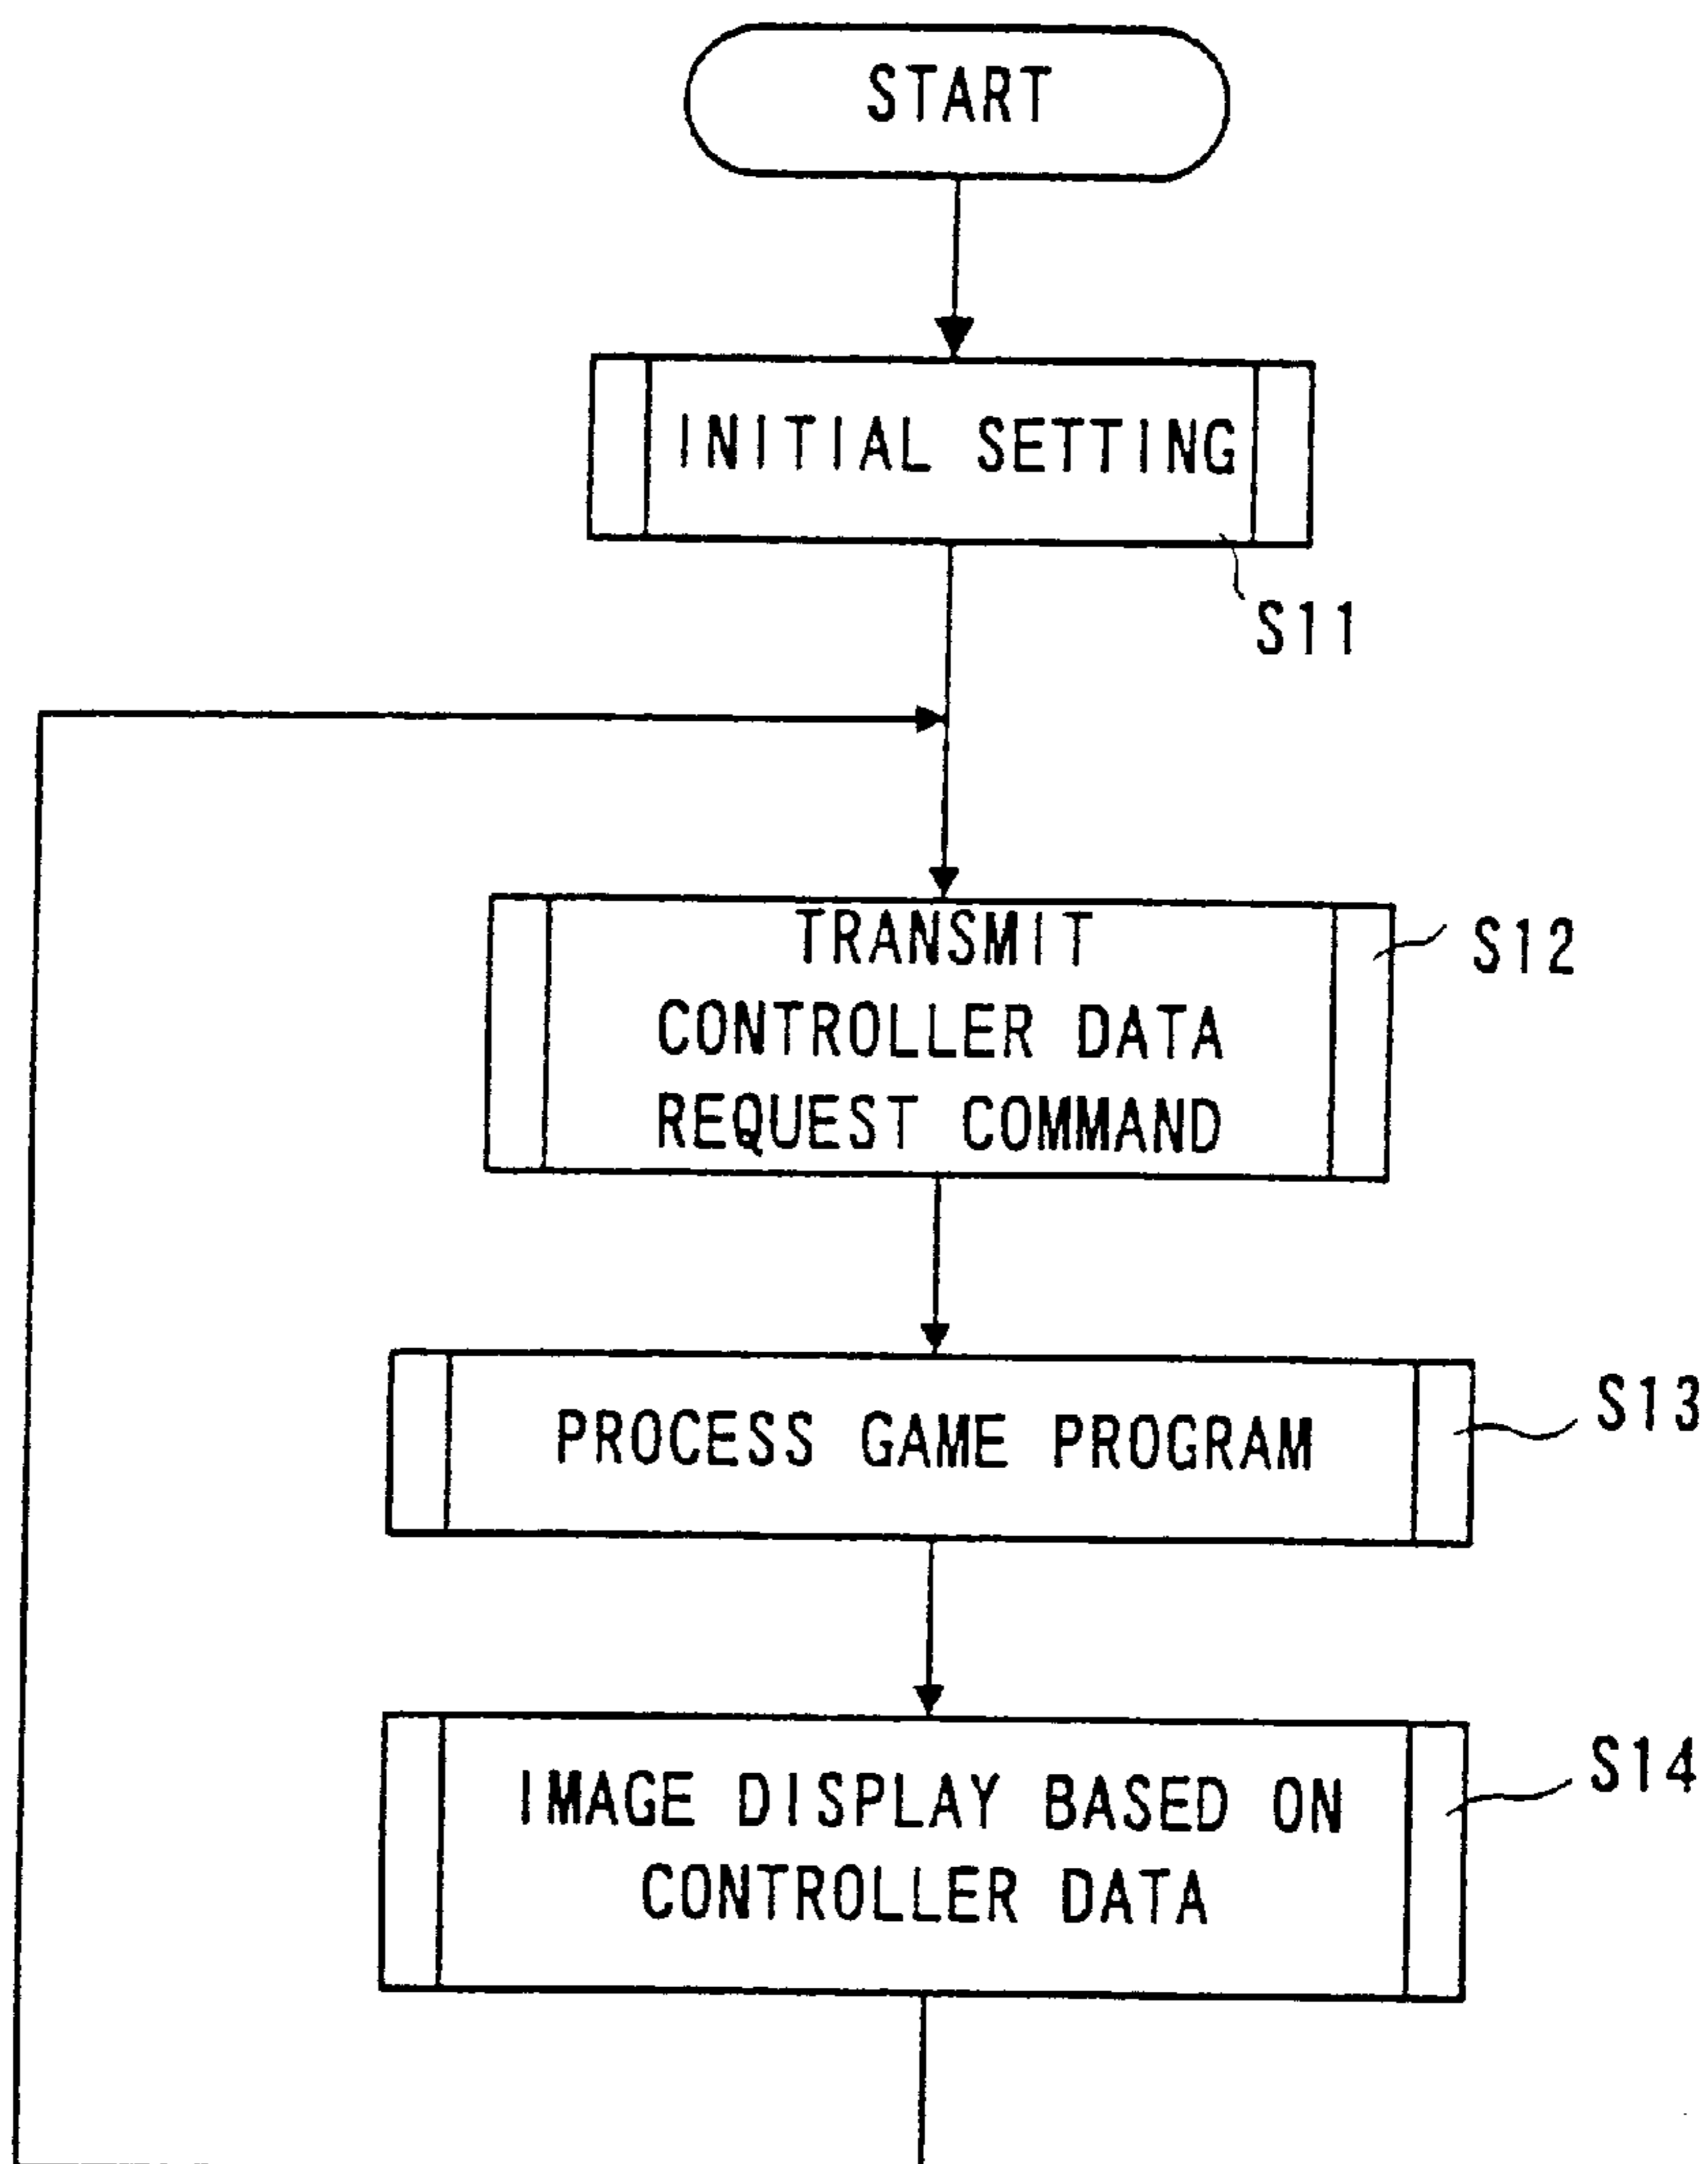 START
INITIAL SETTING
S11
TRANSMIT
CONTROLLER DATA
REQUEST COMMAND
S12
PROCESS GAME PROGRAM
S13
IMAGE DISPLAY BASED ON
CONTROLLER DATA
S14